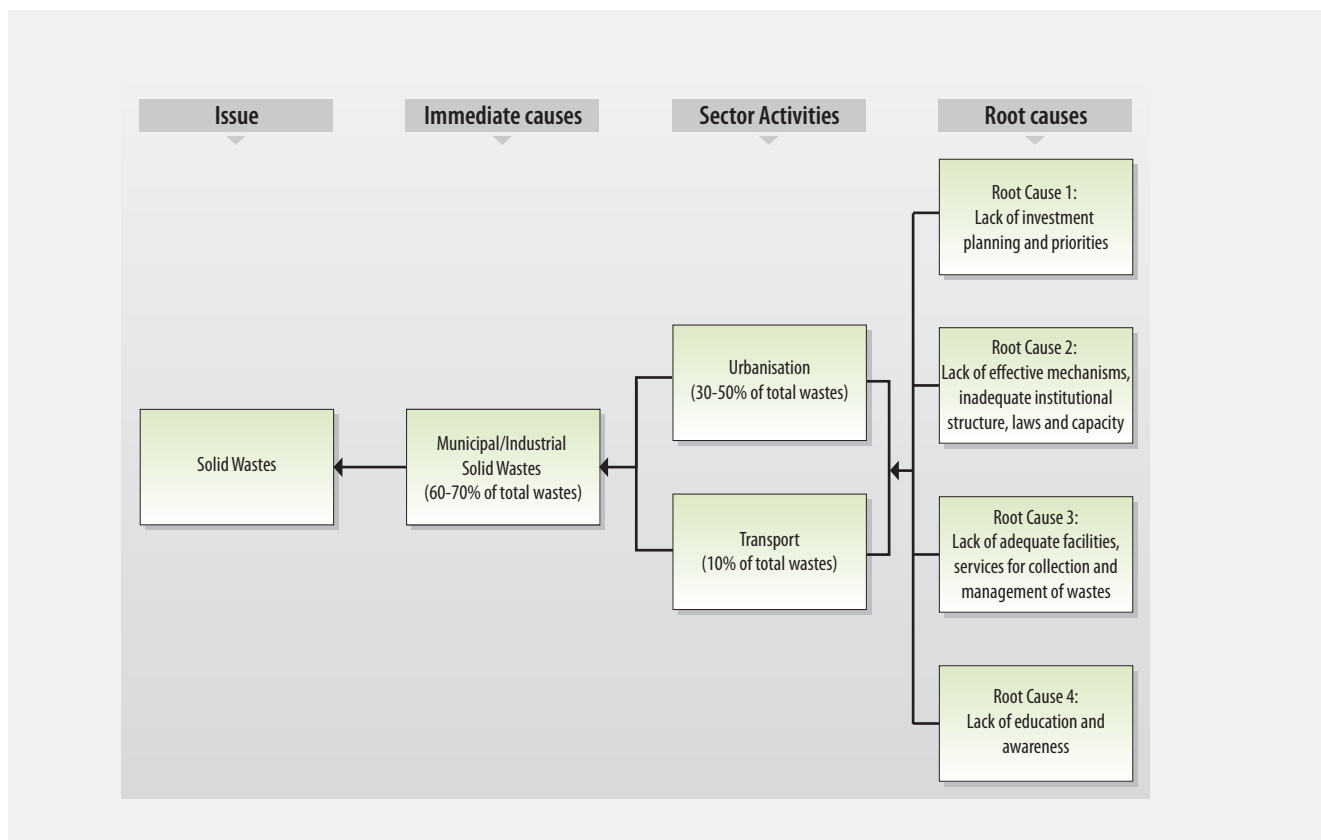 Issue
Immediate causes
Sector Activities
Root causes
Solid Wastes
Municipal/Industrial
Solid Wastes
(60-70% of total wastes)
Urbanisation
(30-50% of total wastes)
Transport
(10% of total wastes)
Root Cause 1:
Lack of investment
planning and priorities
Root Cause 2:
Lack of effective mechanisms,
inadequate institutional
structure, laws and capacity
Root Cause 3:
Lack of adequate facilities,
services for collection and
management of wastes
Root Cause 4:
Lack of education and
awareness